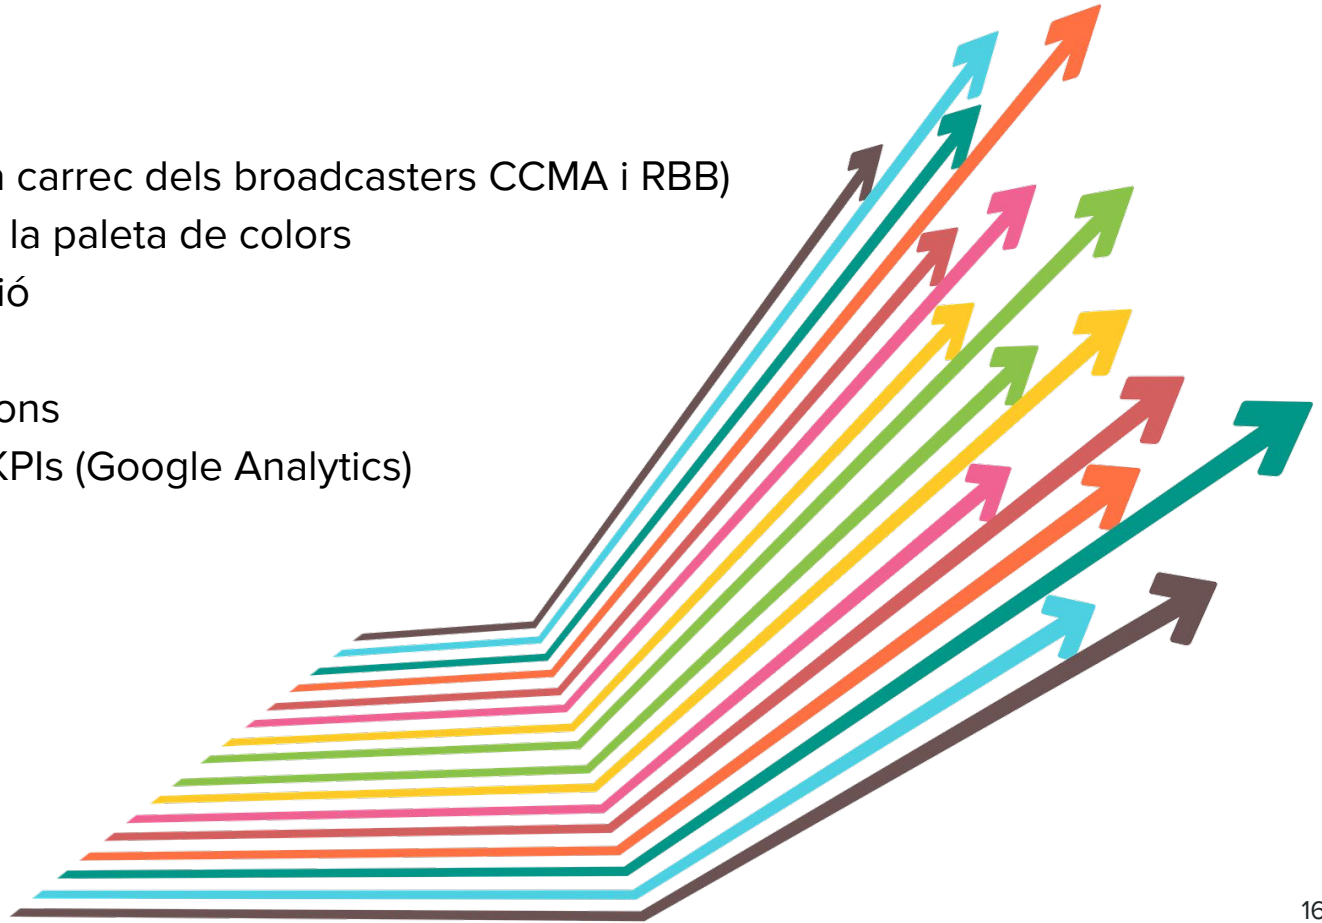 carrec dels broadcasters CCMA i RBB)
la paleta de colors
ió
ons
KPIs (Google Analytics)
16